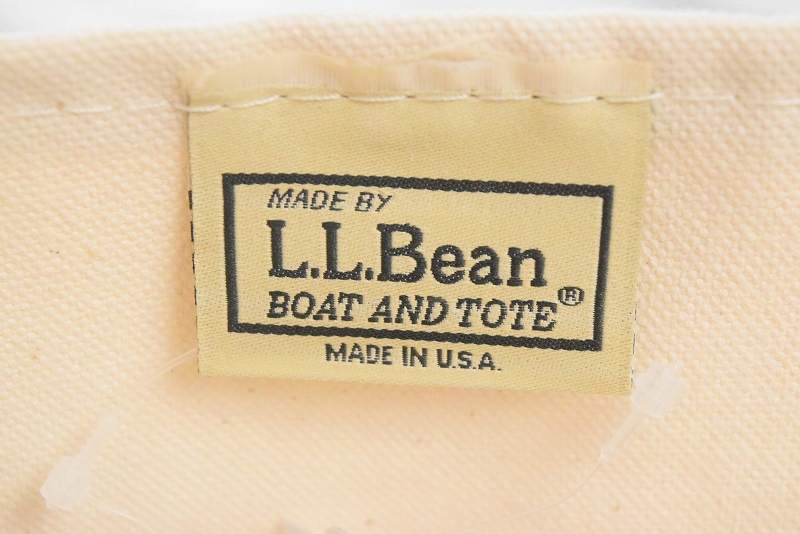 MADE BY
L.L.Bean
BOAT AND TOTE®
MADE IN U.S.A.